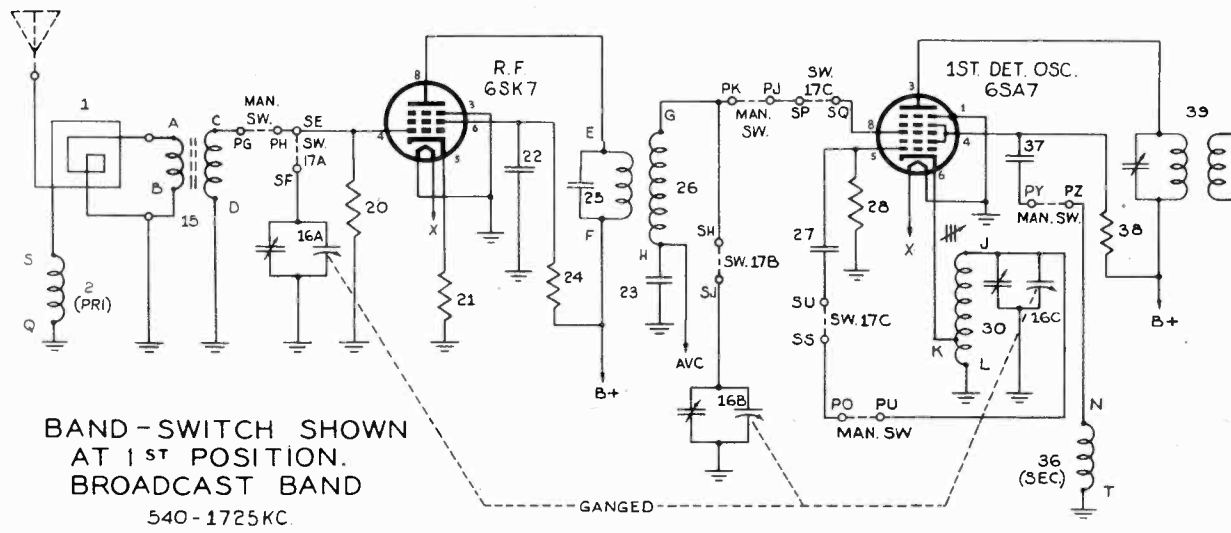 1
A
B
15
C
D
MAN.
SW.
PG
PH
SE
SW.
17A
SF
S
2
(PRI)
Q
16A
20
R.F.
6SK7
8
3
6
4
5
X
21
22
24
E
25
F
B+
G
26
H
23
AVC
PK
PJ
MAN.
SW.
SW.
17C
SP
SQ
SH
SW. 17B
SJ
16B
1ST. DET. OSC.
6SA7
3
1
8
4
5
6
X
28
27
SU
SW. 17C
SS
PO
PU
MAN. SW
J
30
K
L
16C
37
PY
PZ
MAN. SW.
38
39
B+
N
36
(SEC)
T
BAND-SWITCH SHOWN
AT 1ST POSITION.
BROADCAST BAND
540-1725KC.
GANGED